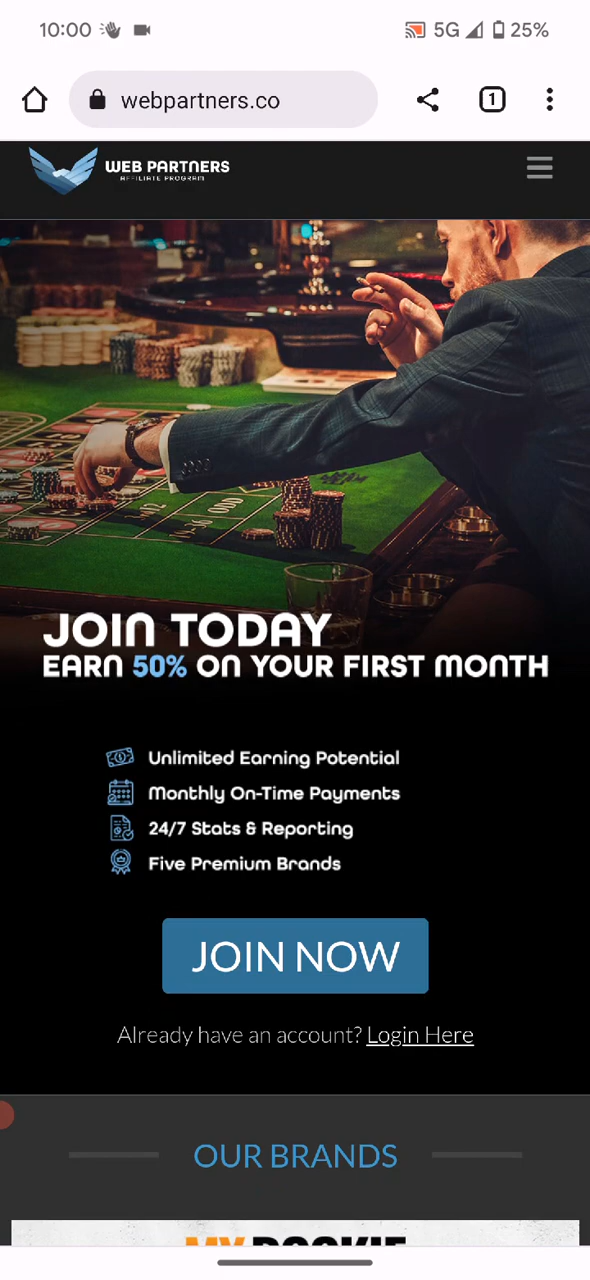 10:00 5G 25%
webpartners.co 1
WEB PARTNERS
AFFILIATE PROGRAM
JOIN TODAY
EARN 50% ON YOUR FIRST MONTH
Unlimited Earning Potential
Monthly On-Time Payments
24/7 Stats & Reporting
Five Premium Brands
JOIN NOW
Already have an account? Login Here
OUR BRANDS
MY BOOKIE